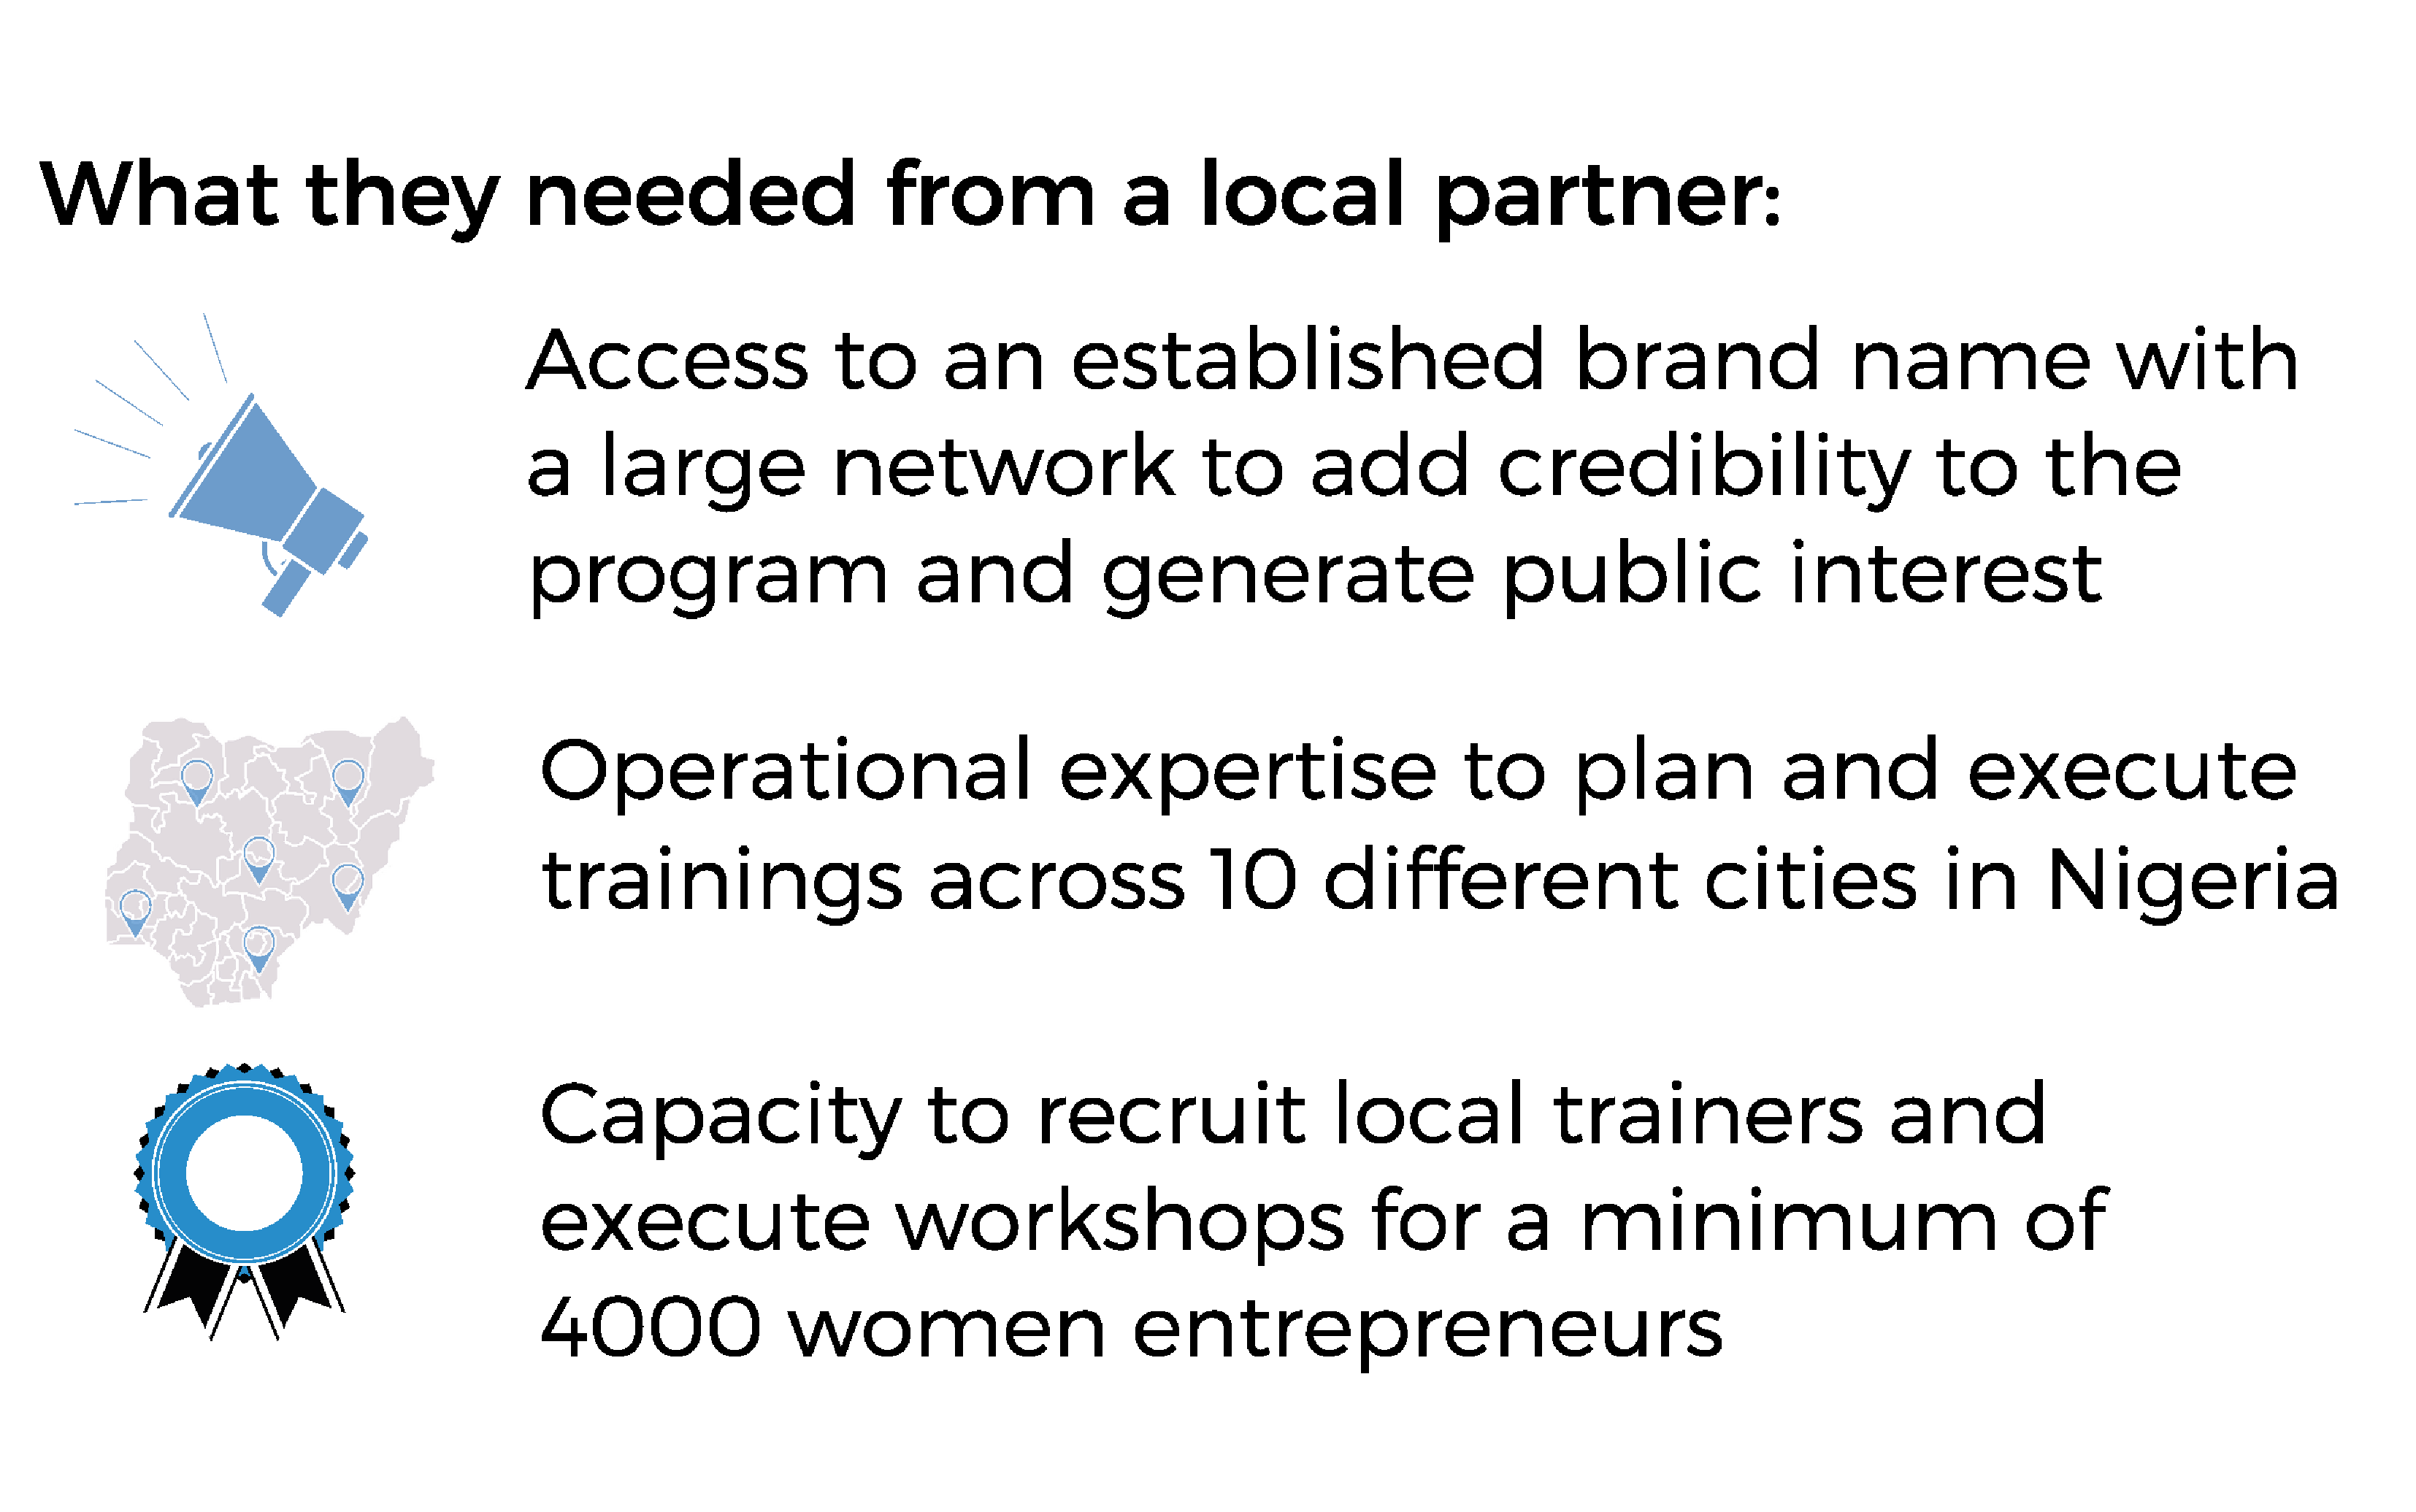 What they needed from a local partner:
Access to an established brand name with
a large network to add credibility to the
program and generate public interest
Operational expertise to plan and execute
trainings across 10 different cities in Nigeria
Capacity to recruit local trainers and
execute workshops for a minimum of
4000 women entrepreneurs